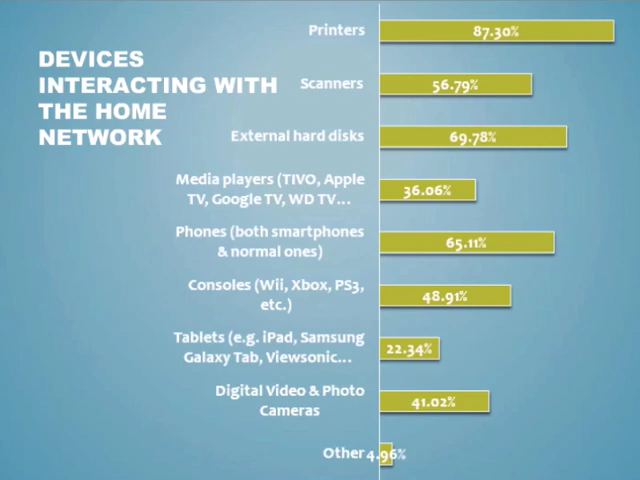 DEVICES
INTERACTING WITH
THE HOME
NETWORK
Printers 87.30%
Scanners 56.79%
External hard disks 69.78%
Media players (TIVO, Apple
TV, Google TV, WD TV... 36.06%
Phones (both smartphones
& normal ones) 65.11%
Consoles (Wii, Xbox, PS3,
etc.) 48.91%
Tablets (e.g. iPad, Samsung
Galaxy Tab, Viewsonic... 22.34%
Digital Video & Photo
Cameras 41.02%
Other 4.96%